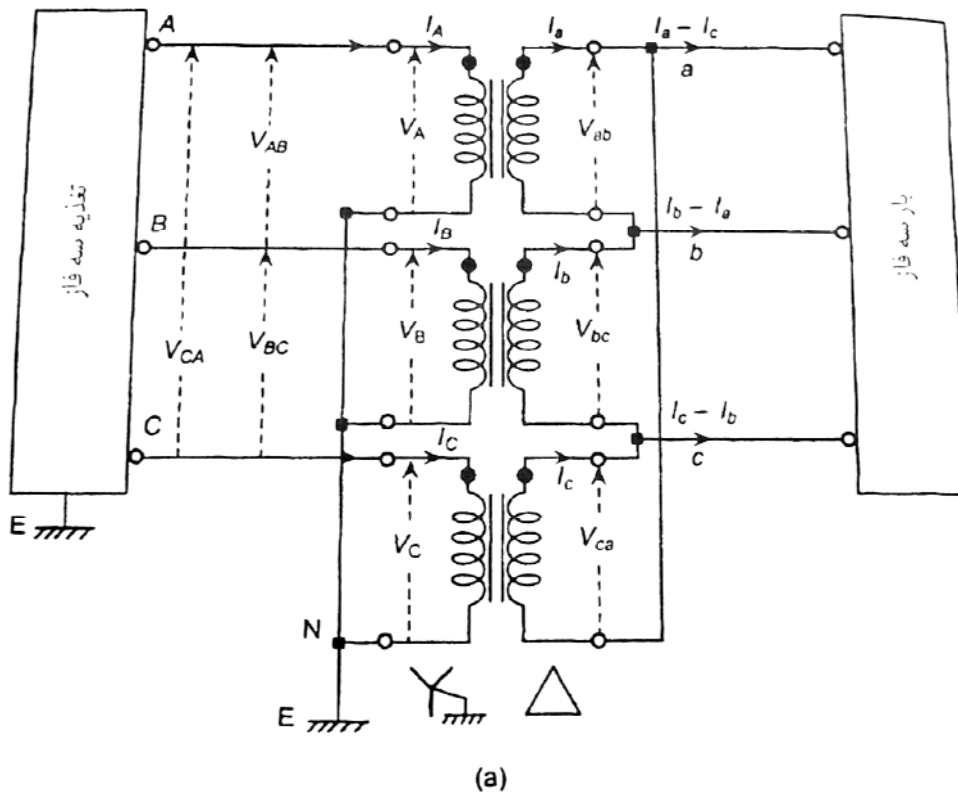 A
I_A
I_a
I_a – I_c
a
V_A
V_ab
V_AB
تغذیه سه فاز
بار سه فاز
B
I_B
I_b
I_b – I_a
b
V_CA
V_BC
V_B
V_bc
C
I_C
I_c
I_c – I_b
c
E
V_C
V_ca
N
E
(a)